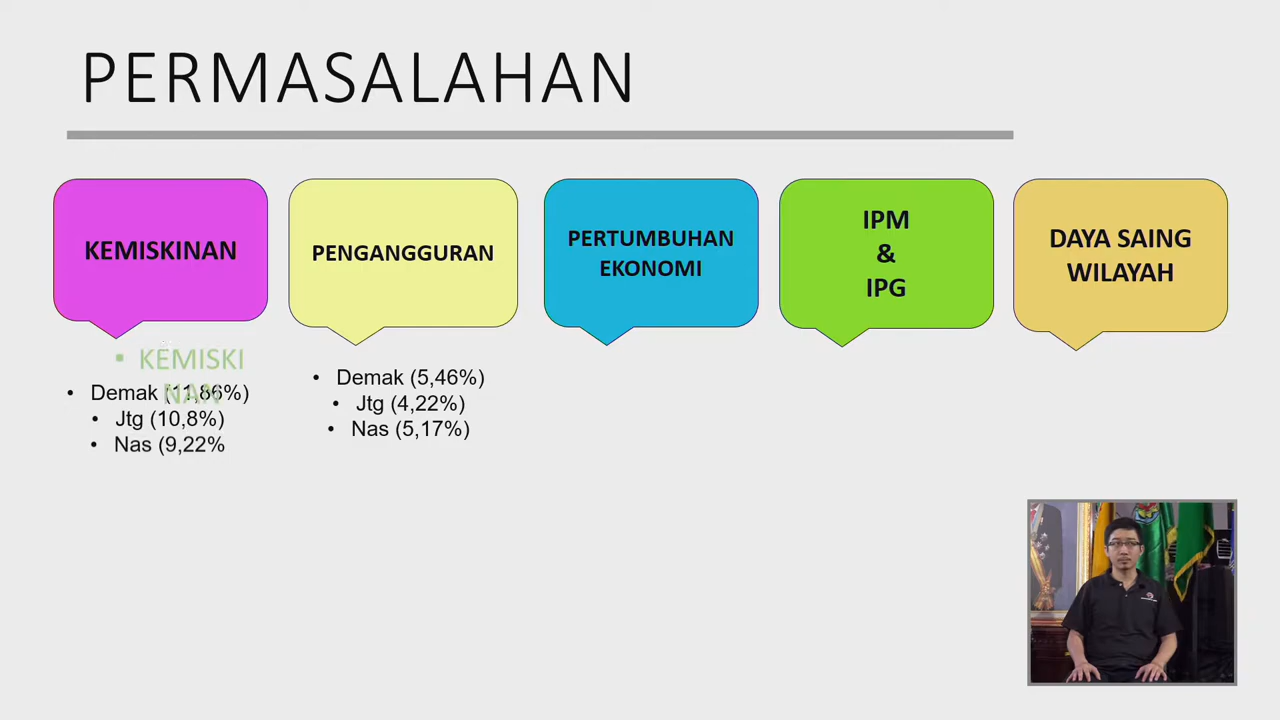 PERMASALAHAN
KEMISKINAN
PENGANGGURAN
PERTUMBUHAN
EKONOMI
IPM
&
IPG
DAYA SAING
WILAYAH
• KEMISKI
NAN
• Demak (11,86%)
• Jtg (10,8%)
• Nas (9,22%
• Demak (5,46%)
• Jtg (4,22%)
• Nas (5,17%)